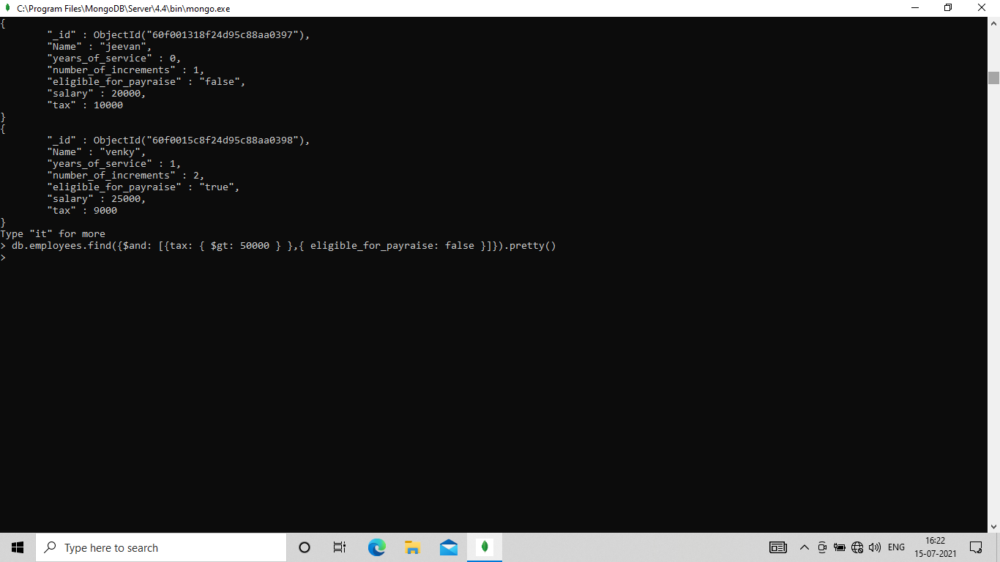 C:\Program Files\MongoDB\Server\4.4\bin\mongo.exe
{
"_id" : ObjectId("60f001318f24d95c88aa0397"),
"Name" : "jeevan",
"years_of_service" : 0,
"number_of_increments" : 1,
"eligible_for_payraise" : "false",
"salary" : 20000,
"tax" : 10000
}
{
"_id" : ObjectId("60f0015c8f24d95c88aa0398"),
"Name" : "venky",
"years_of_service" : 1,
"number_of_increments" : 2,
"eligible_for_payraise" : "true",
"salary" : 25000,
"tax" : 9000
}
Type "it" for more
> db.employees.find({$and: [{tax: { $gt: 50000 } },{ eligible_for_payraise: false }]}).pretty()
>
Type here to search
ENG
16:22
15-07-2021